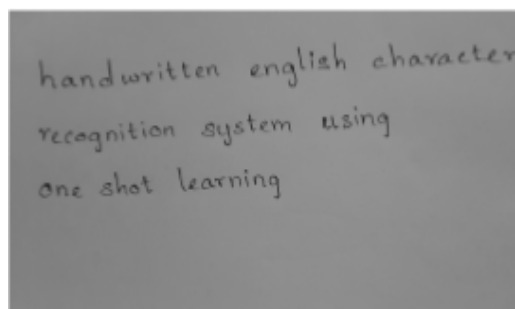 handwritten english character
recognition system using
one shot learning